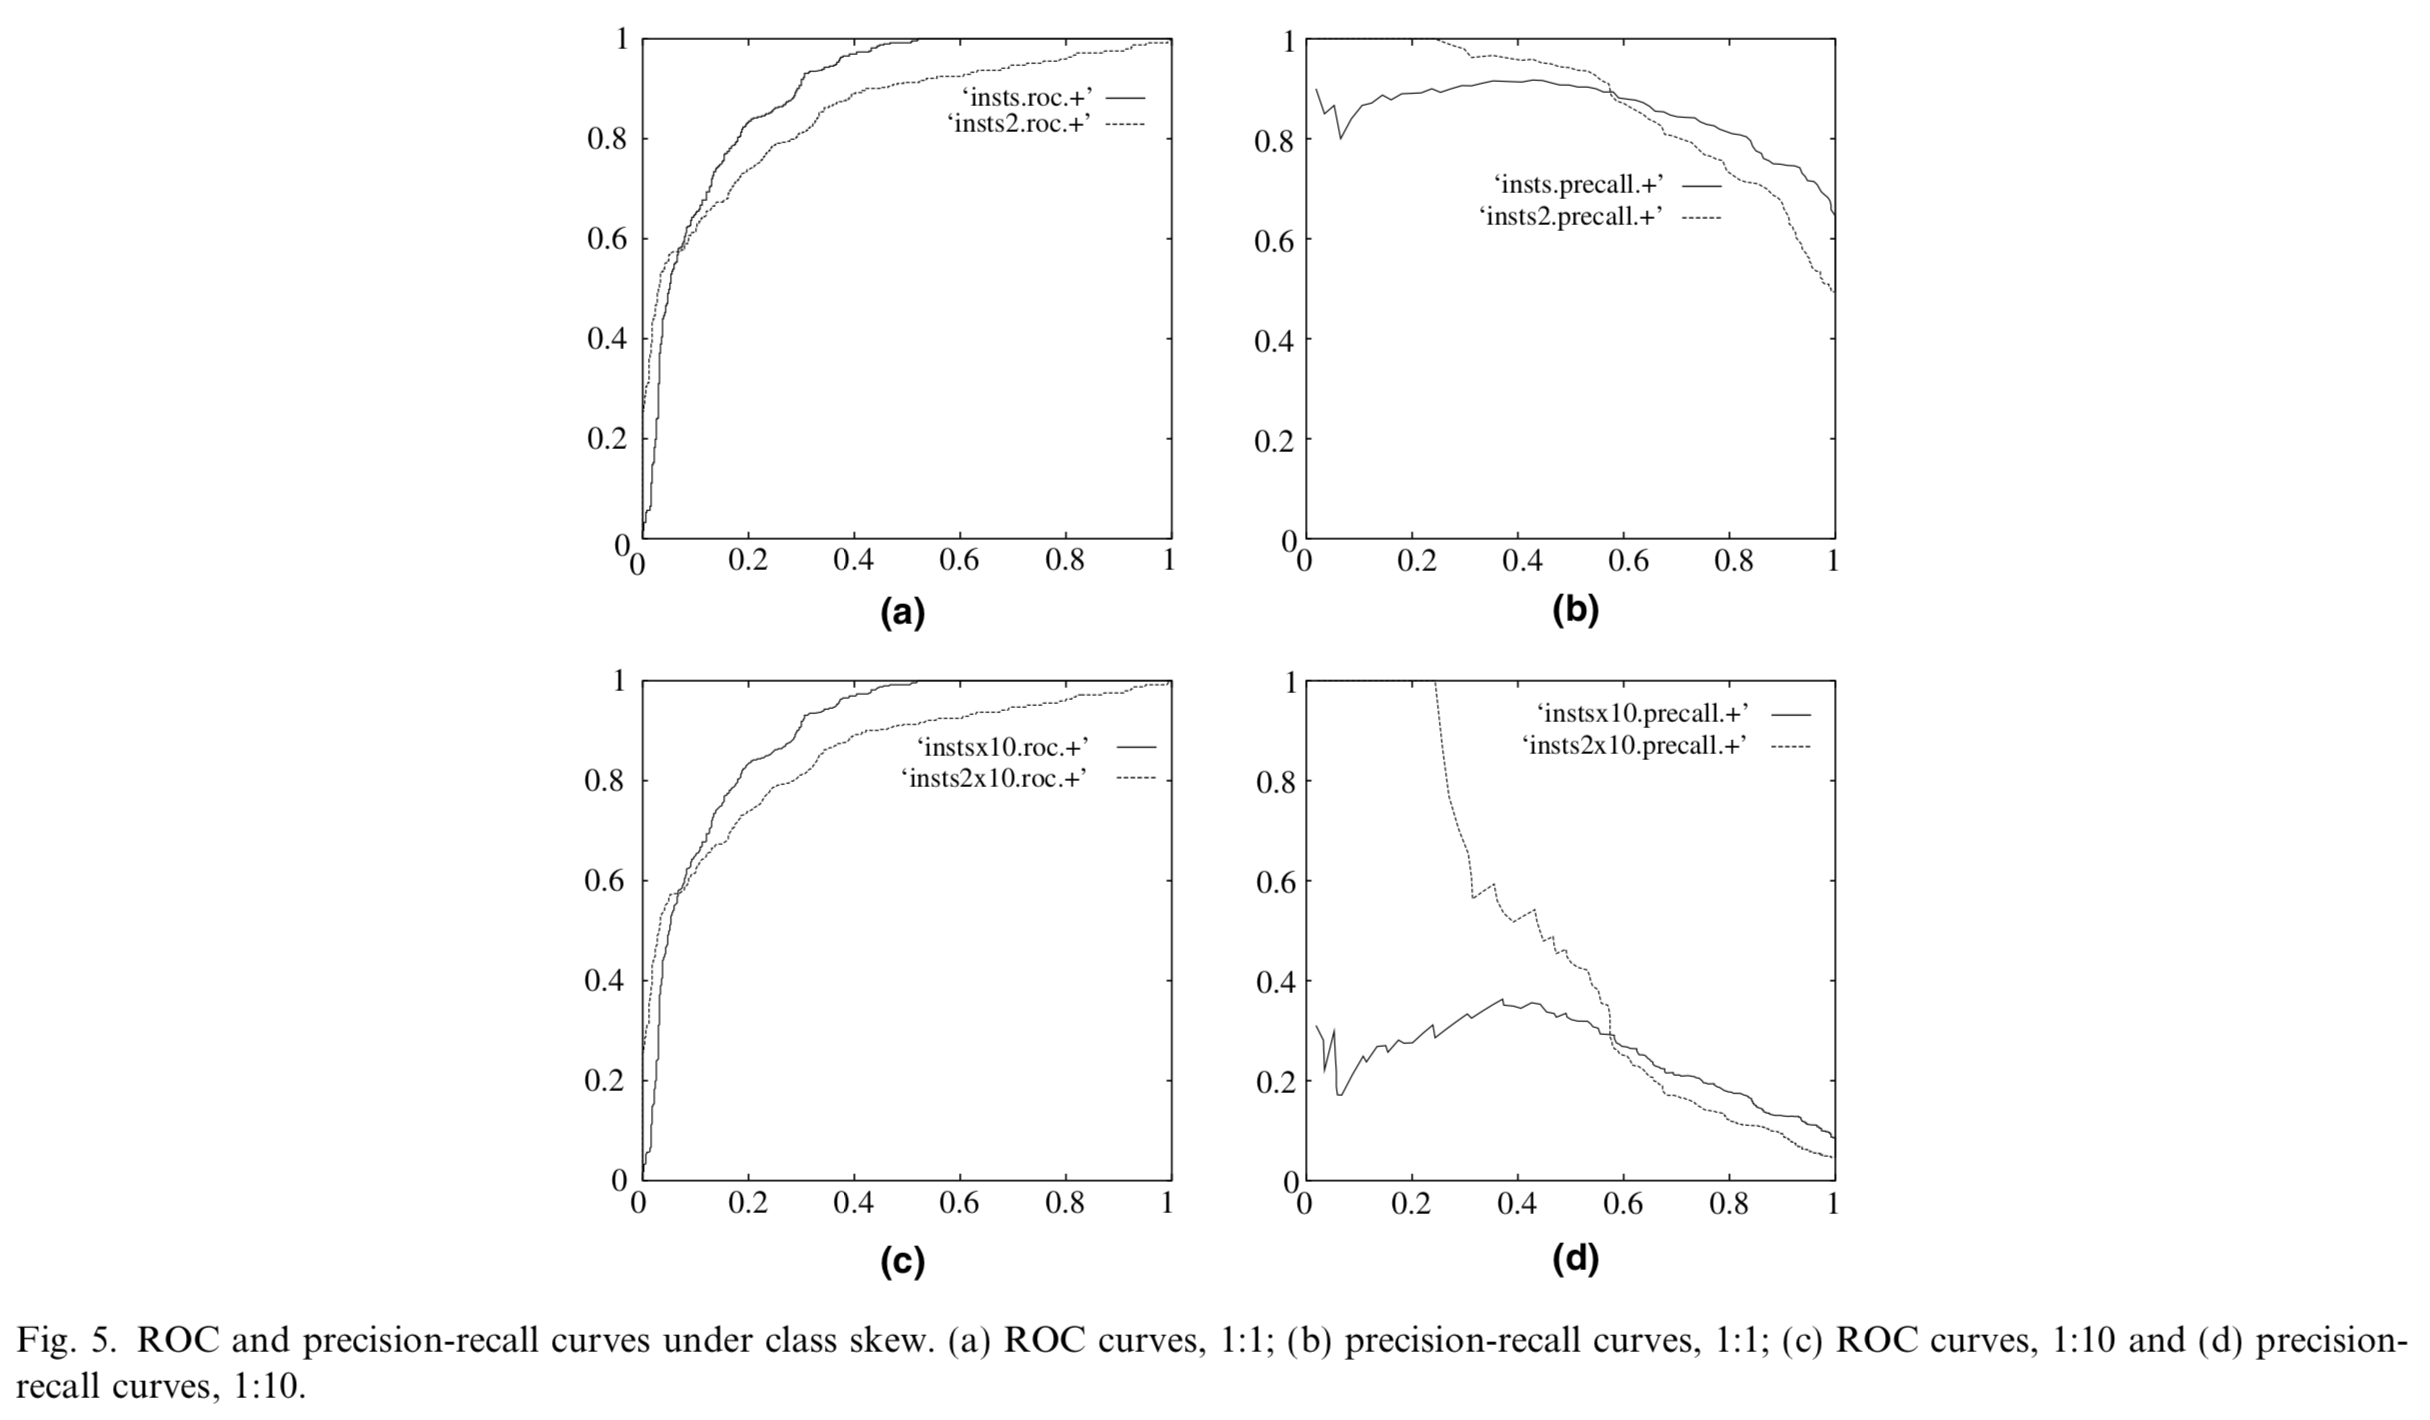 1
0.8
0.6
0.4
0.2
0
0 0.2 0.4 0.6 0.8 1
‘insts.roc.+’
‘insts2.roc.+’
(a)
1
0.8
0.6
0.4
0.2
0
0 0.2 0.4 0.6 0.8 1
‘insts.precall.+’
‘insts2.precall.+’
(b)
1
0.8
0.6
0.4
0.2
0
0 0.2 0.4 0.6 0.8 1
‘instsx10.roc.+’
‘insts2x10.roc.+’
(c)
1
0.8
0.6
0.4
0.2
0
0 0.2 0.4 0.6 0.8 1
‘instsx10.precall.+’
‘insts2x10.precall.+’
(d)
Fig. 5. ROC and precision-recall curves under class skew. (a) ROC curves, 1:1; (b) precision-recall curves, 1:1; (c) ROC curves, 1:10 and (d) precision-
recall curves, 1:10.